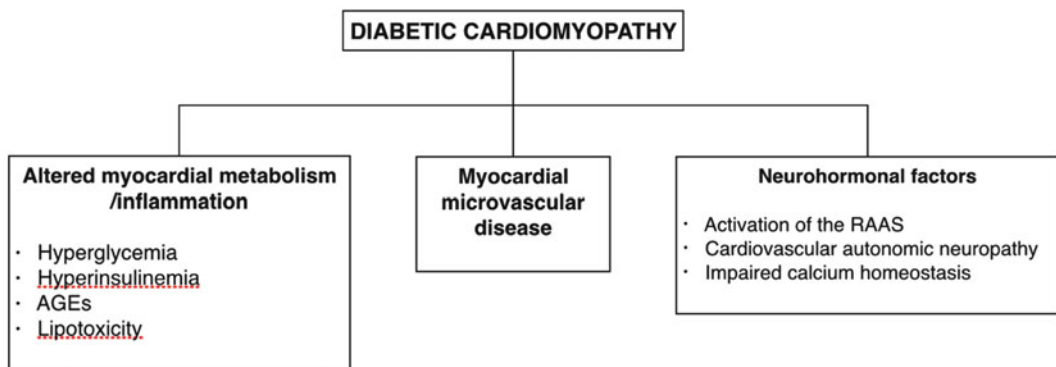 DIABETIC CARDIOMYOPATHY
Altered myocardial metabolism
/inflammation
· Hyperglycemia
· Hyperinsulinemia
· AGEs
· Lipotoxicity
Myocardial
microvascular
disease
Neurohormonal factors
· Activation of the RAAS
· Cardiovascular autonomic neuropathy
· Impaired calcium homeostasis